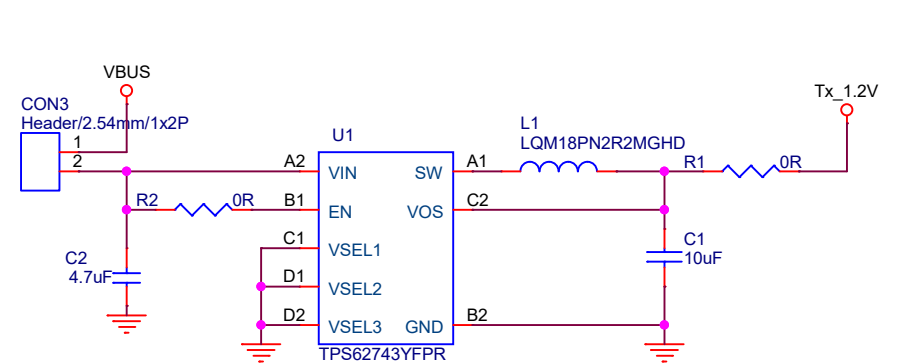 VBUS
Tx_1.2V
CON3
Header/2.54mm/1x2P
1
2
U1
L1
LQM18PN2R2MGHD
A2
VIN
SW
A1
R1
0R
R2
0R
B1
EN
VOS
C2
C1
VSEL1
C1
10uF
C2
4.7uF
D1
VSEL2
D2
VSEL3
GND
B2
TPS62743YFPR